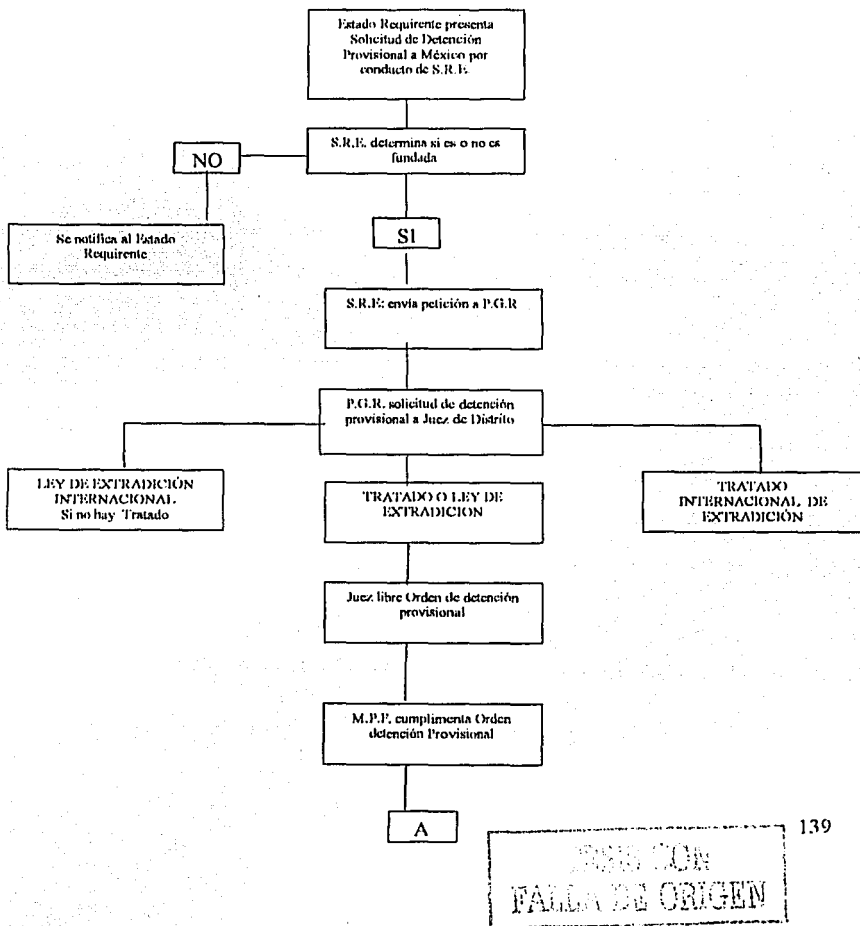 Estado Requirente presenta
Solicitud de Detención
Provisional a México por
conducto de S.R.E.
S.R.E. determina si es o no es
fundada
NO
SI
Se notifica al Estado
Requirente
S.R.E: envía petición a P.G.R
P.G.R. solicitud de detención
provisional a Juez de Distrito
LEY DE EXTRADICIÓN
INTERNACIONAL
Si no hay Tratado
TRATADO O LEY DE
EXTRADICION
TRATADO
INTERNACIONAL DE
EXTRADICIÓN
Juez libre Orden de detención
provisional
M.P.F. cumplimenta Orden
detención Provisional
A
139
TESIS CON
FALLA DE ORIGEN